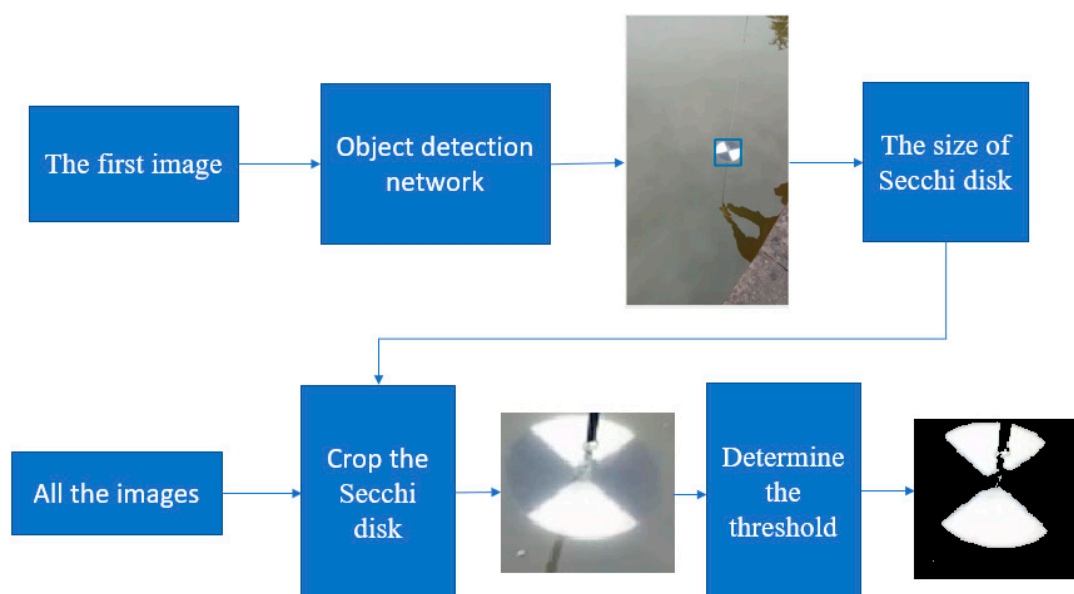 The first image
Object detection
network
The size of
Secchi disk
All the images
Crop the
Secchi
disk
Determine
the
threshold